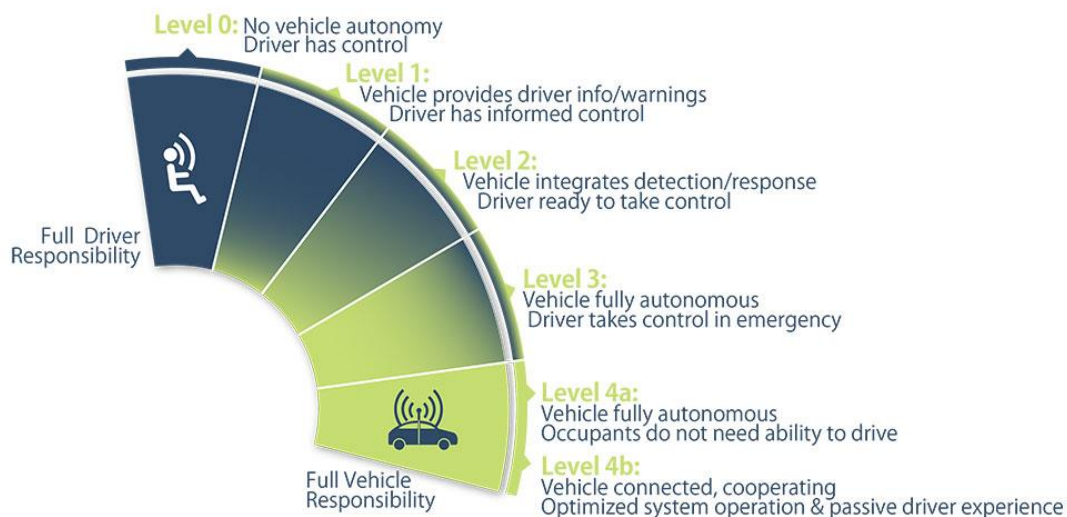 Level 0: No vehicle autonomy
Driver has control
Level 1:
Vehicle provides driver info/warnings
Driver has informed control
Level 2:
Vehicle integrates detection/response
Driver ready to take control
Full Driver
Responsibility
Level 3:
Vehicle fully autonomous
Driver takes control in emergency
Level 4a:
Vehicle fully autonomous
Occupants do not need ability to drive
Level 4b:
Vehicle connected, cooperating
Optimized system operation & passive driver experience
Full Vehicle
Responsibility